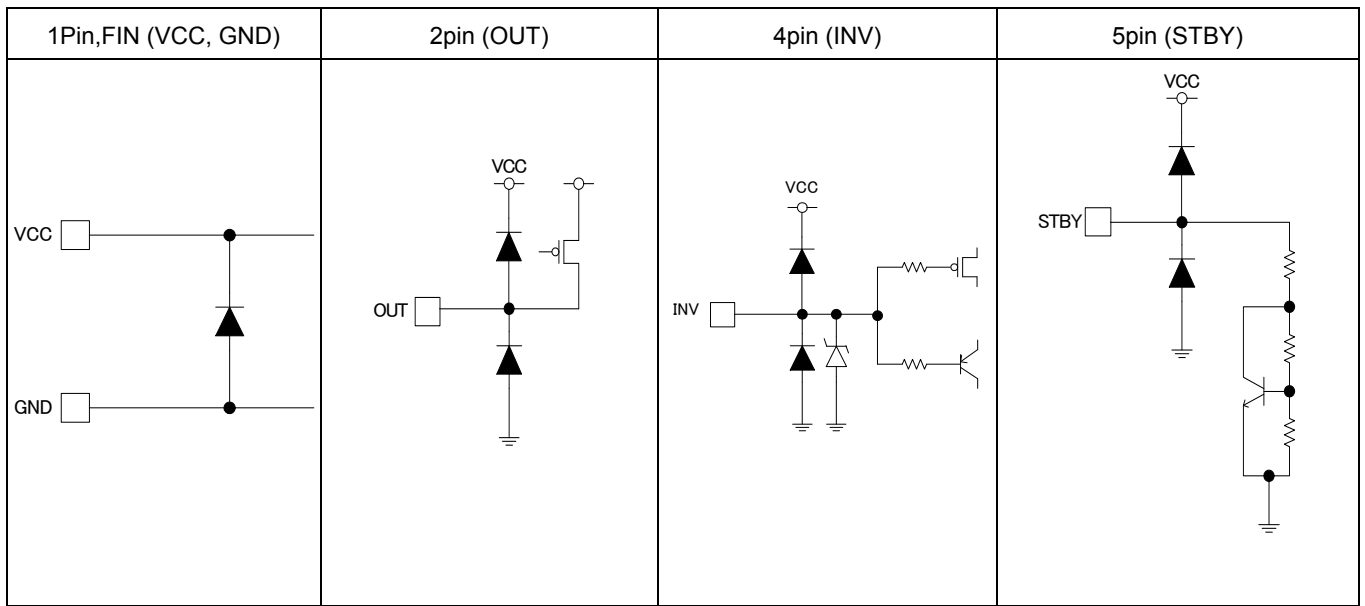 1Pin,FIN (VCC, GND)
2pin (OUT)
4pin (INV)
5pin (STBY)
VCC
GND
VCC
OUT
VCC
INV
VCC
STBY